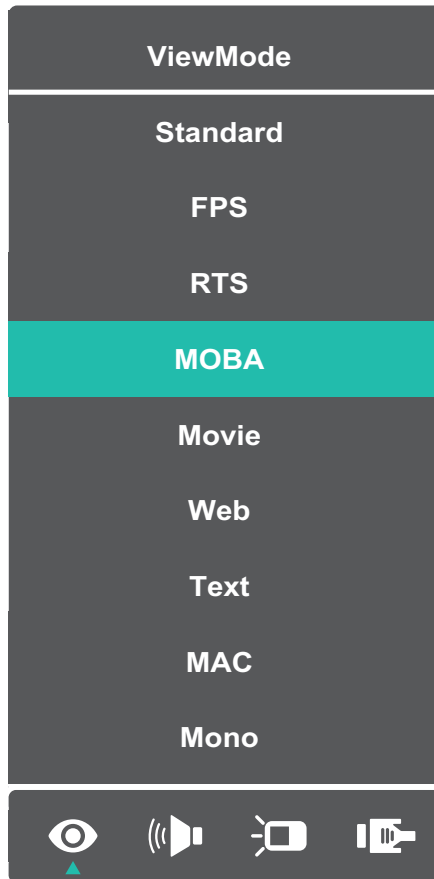 ViewMode
Standard
FPS
RTS
MOBA
Movie
Web
Text
MAC
Mono